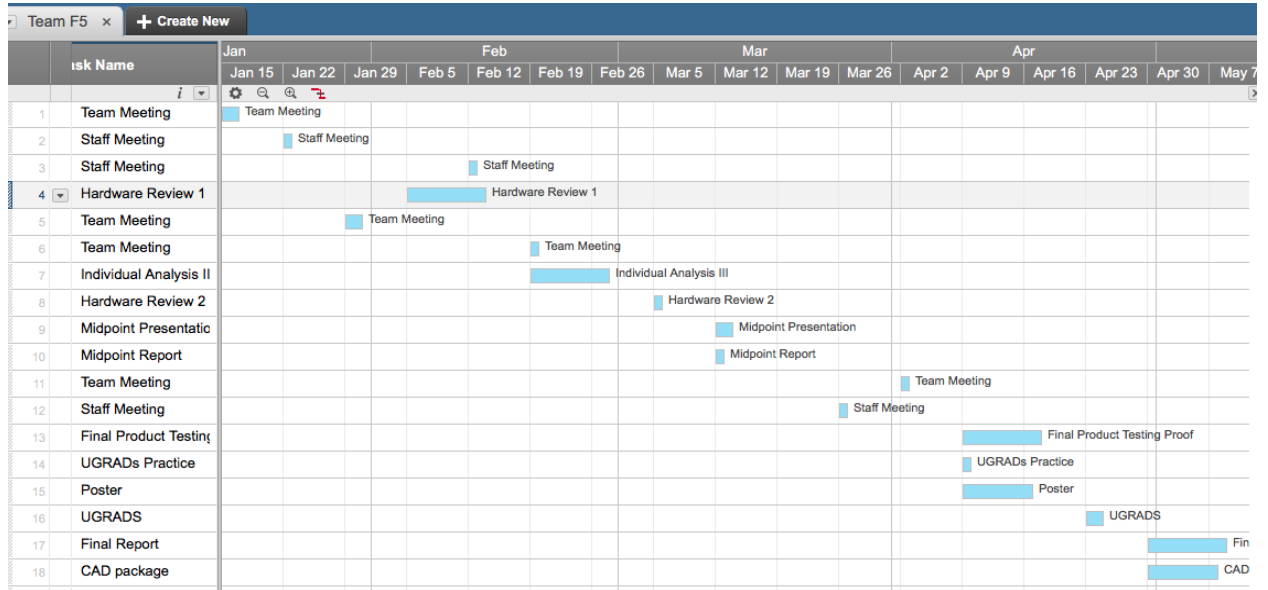 Team F5 × + Create New
ask Name
Jan Feb Mar Apr
Jan 15 Jan 22 Jan 29 Feb 5 Feb 12 Feb 19 Feb 26 Mar 5 Mar 12 Mar 19 Mar 26 Apr 2 Apr 9 Apr 16 Apr 23 Apr 30 May 7
i
1 Team Meeting Team Meeting
2 Staff Meeting Staff Meeting
3 Staff Meeting Staff Meeting
4 Hardware Review 1 Hardware Review 1
5 Team Meeting Team Meeting
6 Team Meeting Team Meeting
7 Individual Analysis II Individual Analysis III
8 Hardware Review 2 Hardware Review 2
9 Midpoint Presentatio Midpoint Presentation
10 Midpoint Report Midpoint Report
11 Team Meeting Team Meeting
12 Staff Meeting Staff Meeting
13 Final Product Testing Final Product Testing Proof
14 UGRADs Practice UGRADs Practice
15 Poster Poster
16 UGRADS UGRADS
17 Final Report Fin
18 CAD package CAD